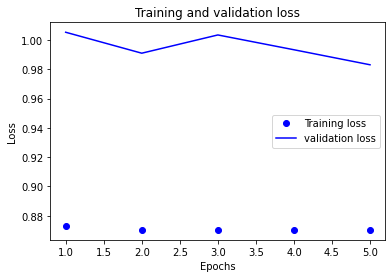 Training and validation loss
Loss
1.00
0.98
0.96
0.94
0.92
0.90
0.88
Training loss
validation loss
1.0 1.5 2.0 2.5 3.0 3.5 4.0 4.5 5.0
Epochs